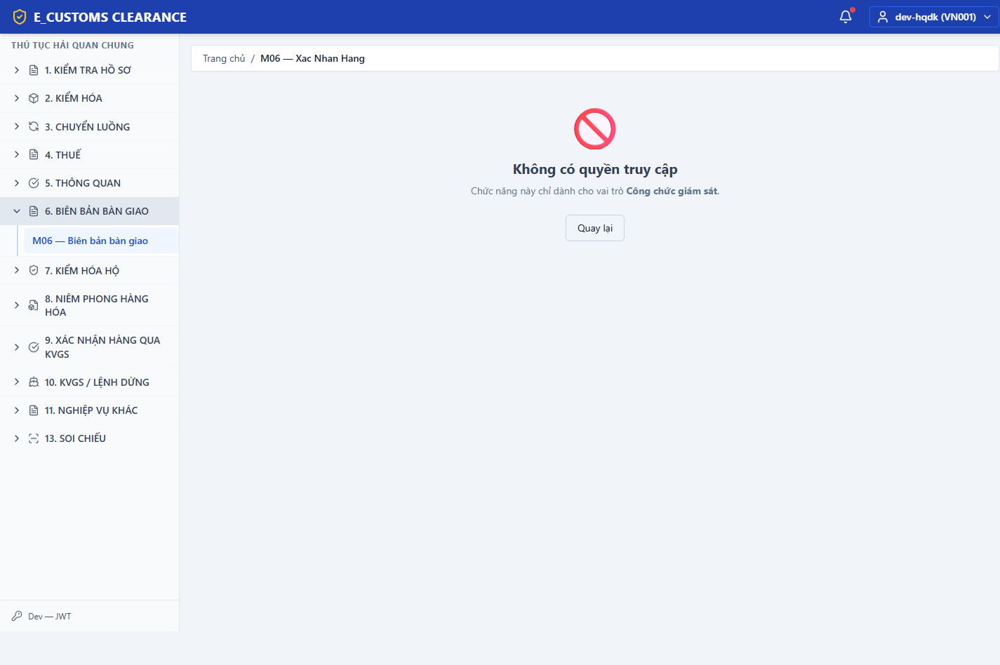 E_CUSTOMS CLEARANCE
dev-hqdk (VN001)
THỦ TỤC HẢI QUAN CHUNG
1. KIỂM TRA HỒ SƠ
2. KIỂM HÓA
3. CHUYỂN LUỒNG
4. THUẾ
5. THÔNG QUAN
6. BIÊN BẢN BÀN GIAO
M06 — Biên bản bàn giao
7. KIỂM HÓA HỘ
8. NIÊM PHONG HÀNG
HÓA
9. XÁC NHẬN HÀNG QUA
KVGS
10. KVGS / LỆNH DỪNG
11. NGHIỆP VỤ KHÁC
13. SOI CHIẾU
Dev — JWT
Trang chủ / M06 — Xac Nhan Hang
Không có quyền truy cập
Chức năng này chỉ dành cho vai trò Công chức giám sát.
Quay lại